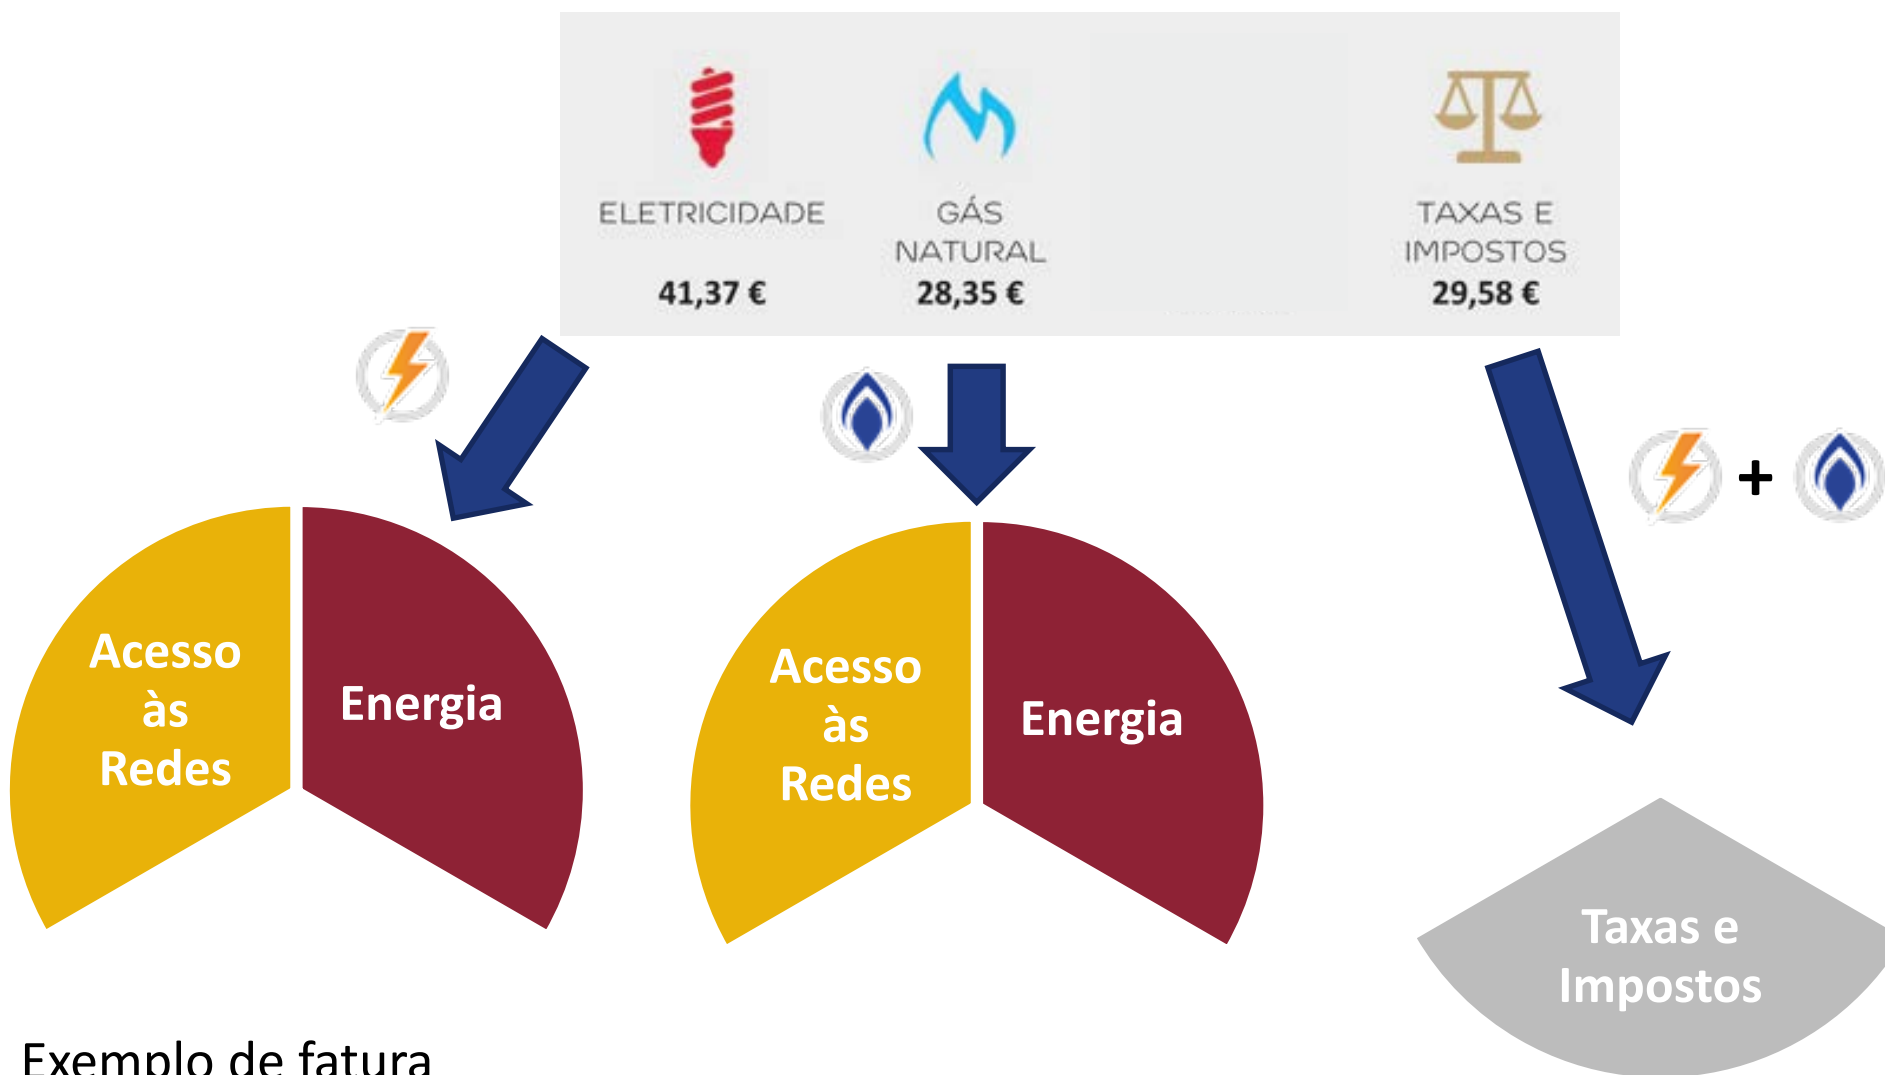 ELETRICIDADE
41,37 €
GÁS
NATURAL
28,35 €
TAXAS E
IMPOSTOS
29,58 €
+
Acesso
às
Redes
Energia
Acesso
às
Redes
Energia
Taxas e
Impostos
Exemplo de fatura